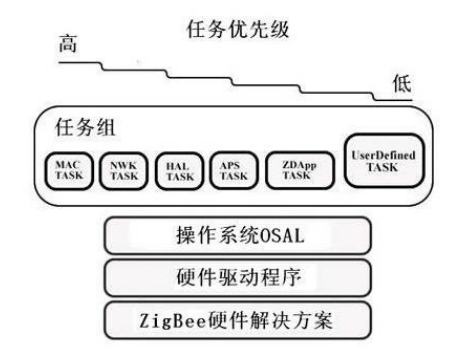 任务优先级
高
低
任务组
MAC
TASK
NWK
TASK
HAL
TASK
APS
TASK
ZDApp
TASK
UserDefined
TASK
操作系统OSAL
硬件驱动程序
ZigBee硬件解决方案